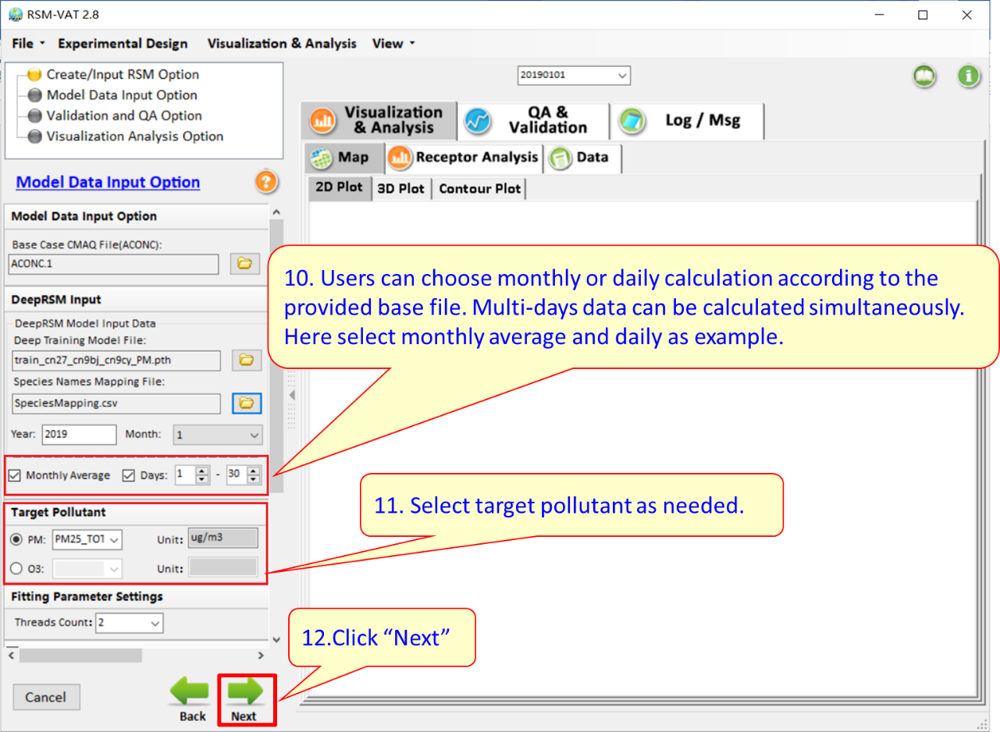 RSM-VAT 2.8
File Experimental Design Visualization & Analysis View
Create/Input RSM Option
Model Data Input Option
Validation and QA Option
Visualization Analysis Option
20190101
Visualization
& Analysis
QA &
Validation
Log / Msg
Map Receptor Analysis Data
2D Plot 3D Plot Contour Plot
Model Data Input Option
Model Data Input Option
Base Case CMAQ File(ACONC):
ACONC.1
DeepRSM Input
DeepRSM Model Input Data
Deep Training Model File:
train_cn27_cn9bj_cn9cy_PM.pth
Species Names Mapping File:
SpeciesMapping.csv
Year: 2019 Month: 1
Monthly Average Days: 1 - 30
Target Pollutant
PM: PM25_TOT Unit: ug/m3
O3: Unit:
Fitting Parameter Settings
Threads Count: 2
Cancel
Back
Next
10. Users can choose monthly or daily calculation according to the
provided base file. Multi-days data can be calculated simultaneously.
Here select monthly average and daily as example.
11. Select target pollutant as needed.
12.Click “Next”